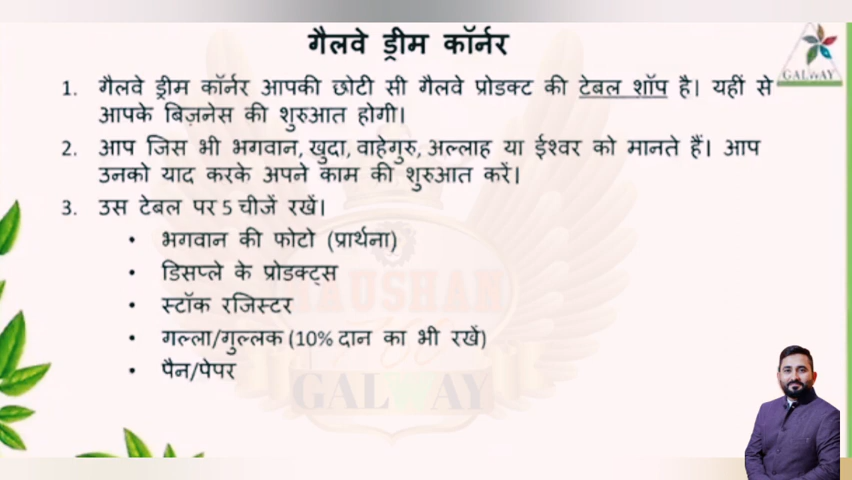 गैलवे ड्रीम कॉर्नर
GALWAY
1. गैलवे ड्रीम कॉर्नर आपकी छोटी सी गैलवे प्रोडक्ट की टेबल शॉप है। यहीं से
आपके बिज़नेस की शुरुआत होगी।
2. आप जिस भी भगवान, खुदा, वाहेगुरु, अल्लाह या ईश्वर को मानते हैं। आप
उनको याद करके अपने काम की शुरुआत करें।
3. उस टेबल पर 5 चीजें रखें।
• भगवान की फोटो (प्रार्थना)
• डिसप्ले के प्रोडक्ट्स
• स्टॉक रजिस्टर
• गल्ला/गुल्लक (10% दान का भी रखें)
• पैन/पेपर
RAUSHAN
GALWAY